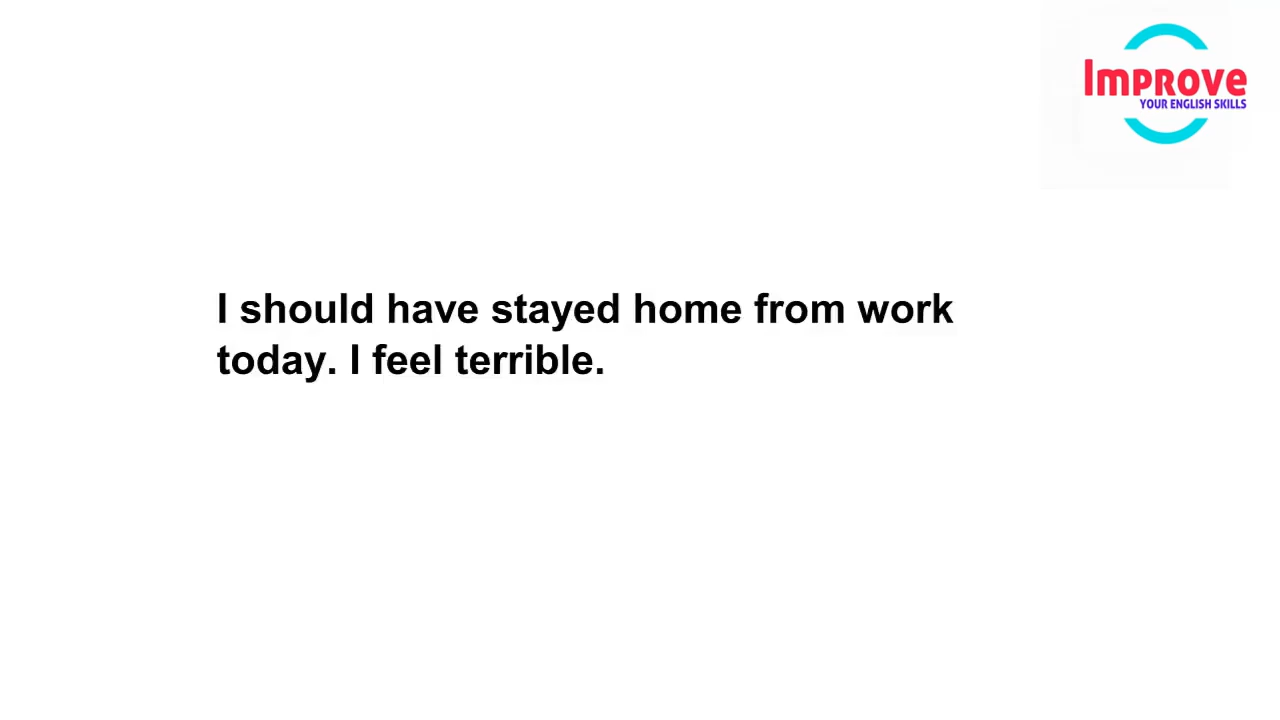 Improve
YOUR ENGLISH SKILLS
I should have stayed home from work
today. I feel terrible.